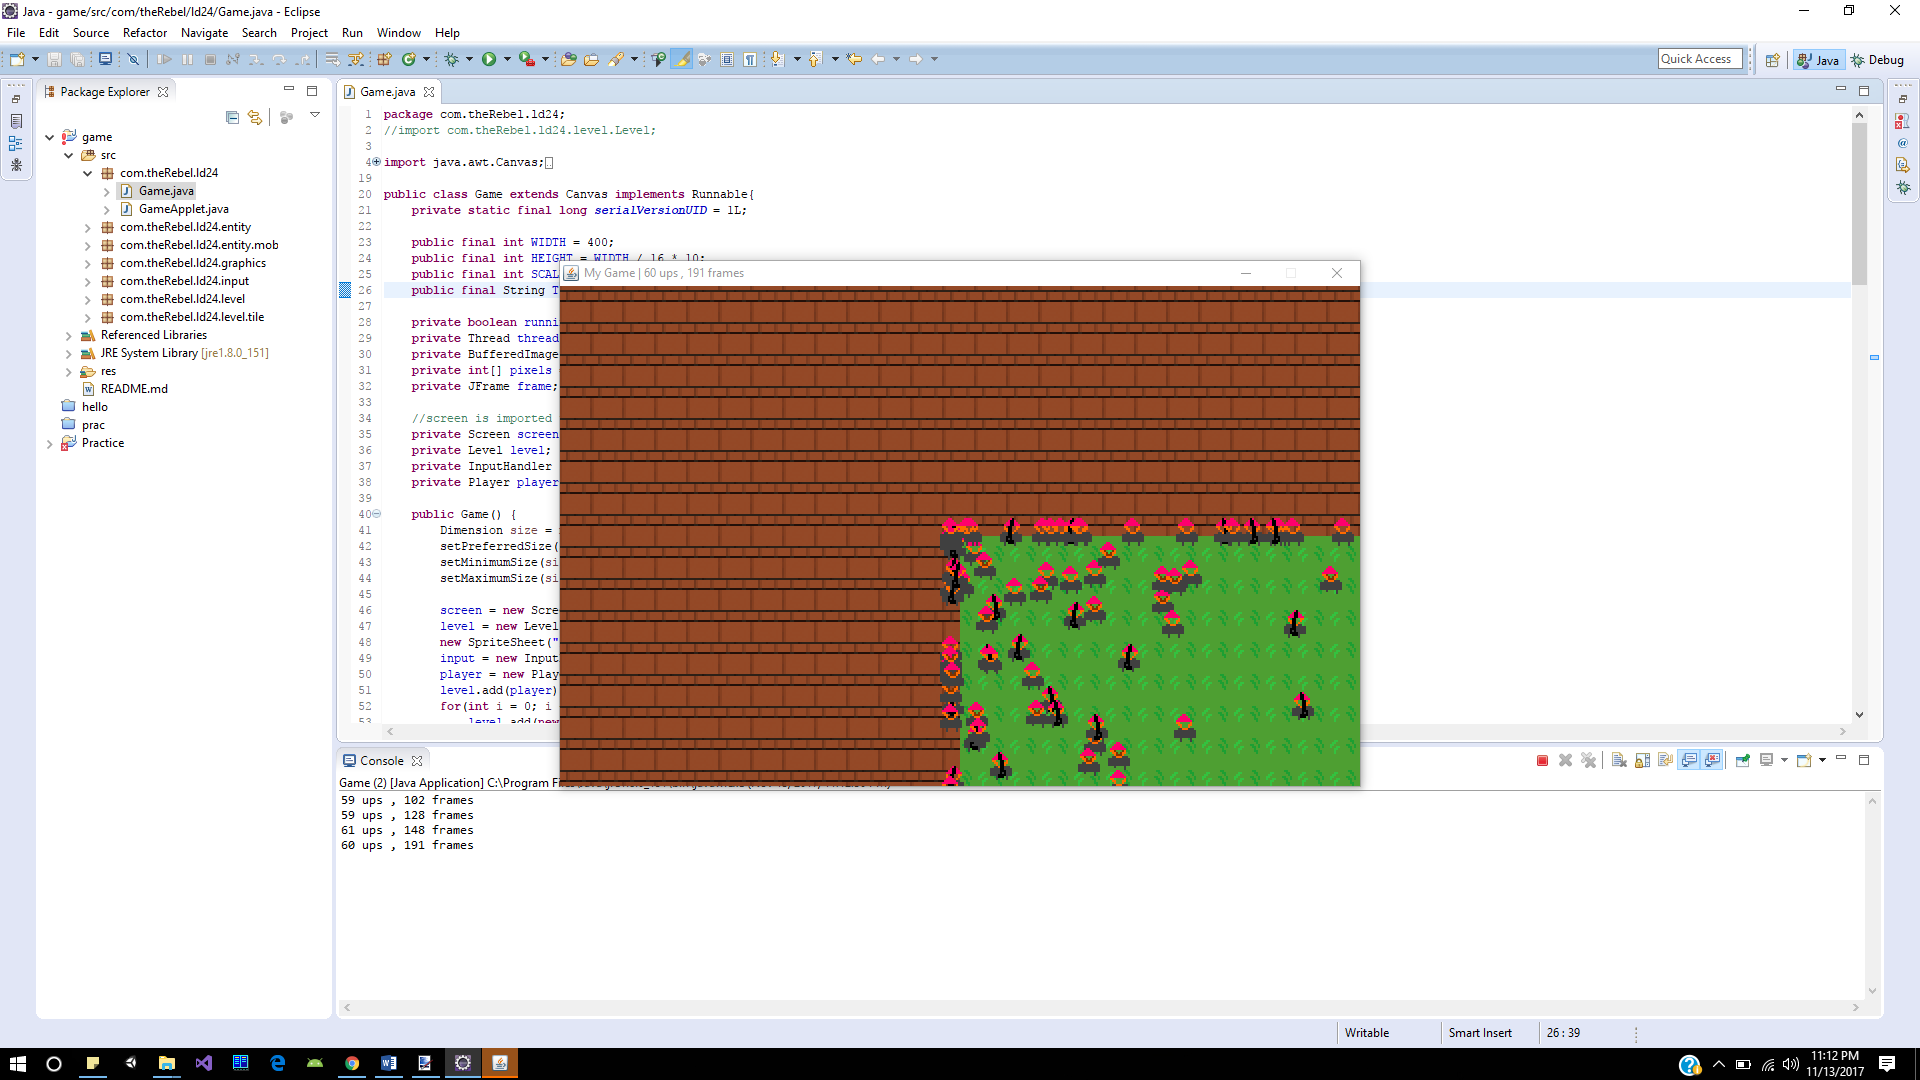 Java - game/src/com/theRebel/ld24/Game.java - Eclipse
File Edit Source Refactor Navigate Search Project Run Window Help
Quick Access
Java
Debug
Package Explorer
game
src
com.theRebel.ld24
Game.java
GameApplet.java
com.theRebel.ld24.entity
com.theRebel.ld24.entity.mob
com.theRebel.ld24.graphics
com.theRebel.ld24.input
com.theRebel.ld24.level
com.theRebel.ld24.level.tile
Referenced Libraries
JRE System Library [jre1.8.0_151]
res
README.md
hello
prac
Practice
Game.java
1 package com.theRebel.ld24;
2 //import com.theRebel.ld24.level.Level;
3
4 import java.awt.Canvas;
19
20 public class Game extends Canvas implements Runnable{
21 private static final long serialVersionUID = 1L;
22
23 public final int WIDTH = 400;
24 public final int HEIGHT = WIDTH / 16 * 10;
25 public final int SCAL
26 public final String T
27
28 private boolean runni
29 private Thread thread
30 private BufferedImage
31 private int[] pixels
32 private JFrame frame;
33
34 //screen is imported
35 private Screen screen
36 private Level level;
37 private InputHandler
38 private Player player
39
40 public Game() {
41 Dimension size =
42 setPreferredSize(
43 setMinimumSize(si
44 setMaximumSize(si
45
46 screen = new Scre
47 level = new Level
48 new SpriteSheet("
49 input = new Input
50 player = new Play
51 level.add(player)
52 for(int i = 0; i
53 level.add(new
My Game | 60 ups , 191 frames
Console
Game (2) [Java Application] C:\Program Fi
59 ups , 102 frames
59 ups , 128 frames
61 ups , 148 frames
60 ups , 191 frames
Writable
Smart Insert
26 : 39
11:12 PM
11/13/2017